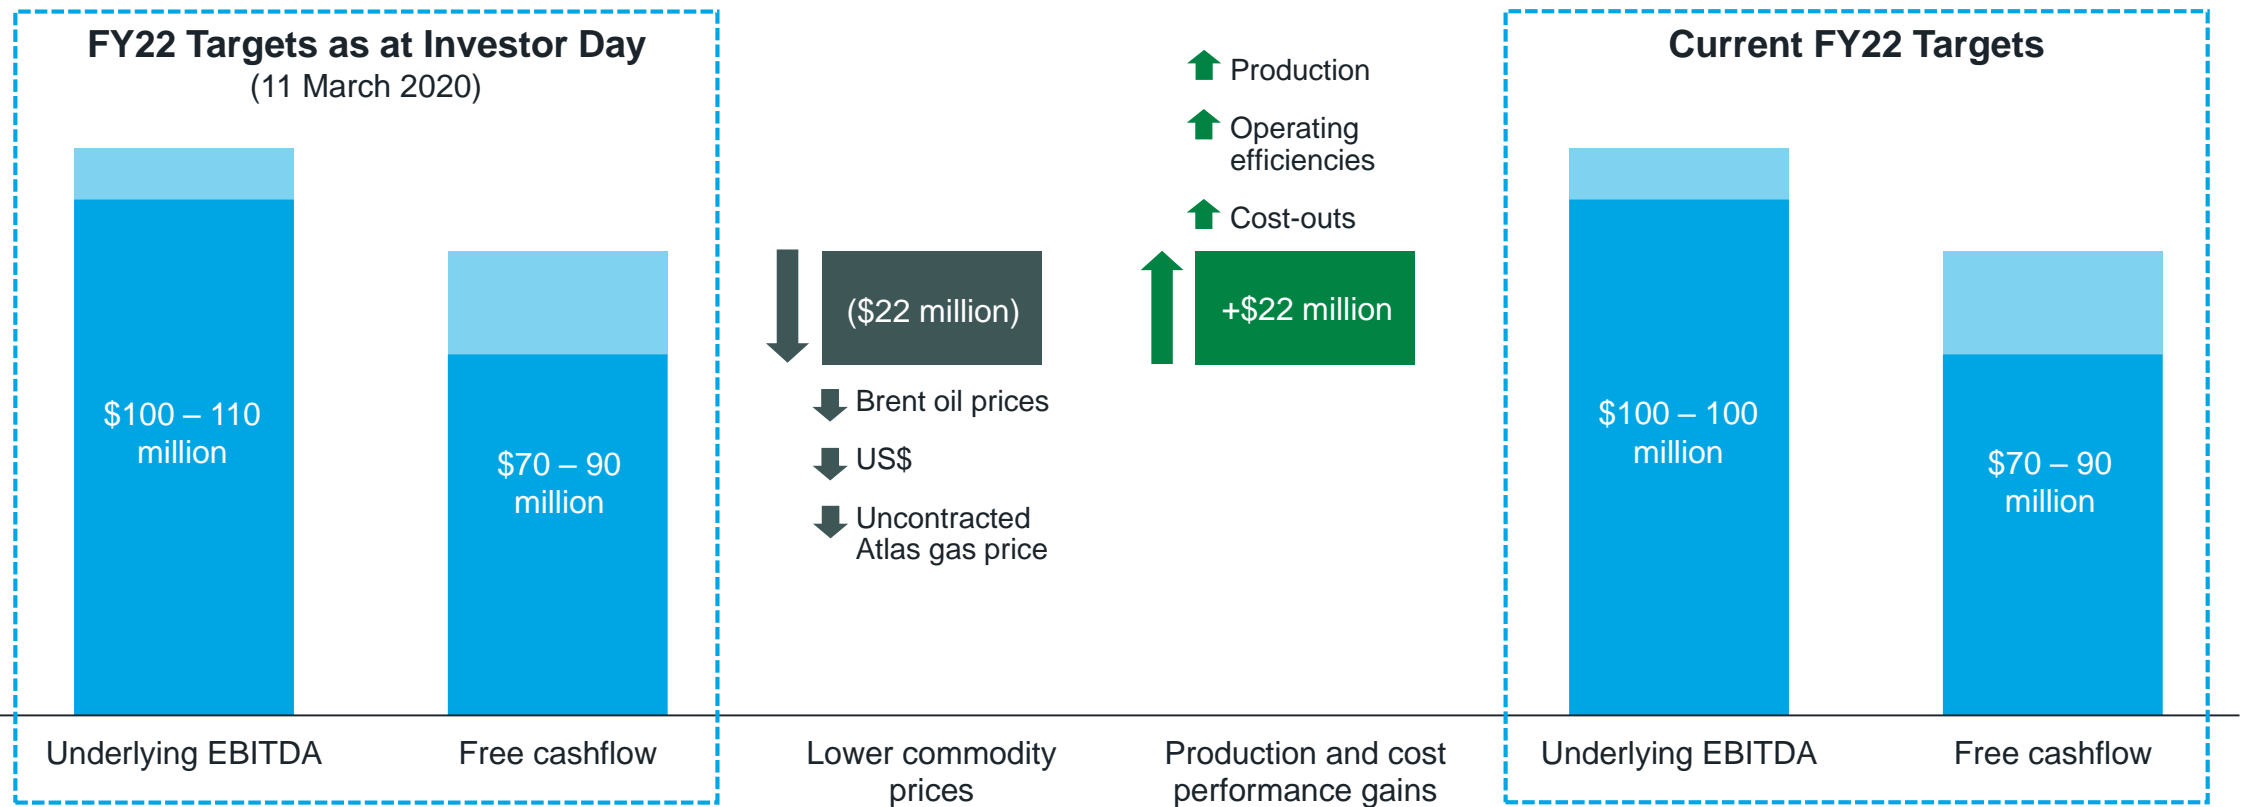 FY22 Targets as at Investor Day
(11 March 2020)
$100 – 110
million
$70 – 90
million
Underlying EBITDA
Free cashflow
($22 million)
Brent oil prices
US$
Uncontracted
Atlas gas price
Lower commodity
prices
Production
Operating
efficiencies
Cost-outs
+$22 million
Production and cost
performance gains
Current FY22 Targets
$100 – 100
million
$70 – 90
million
Underlying EBITDA
Free cashflow